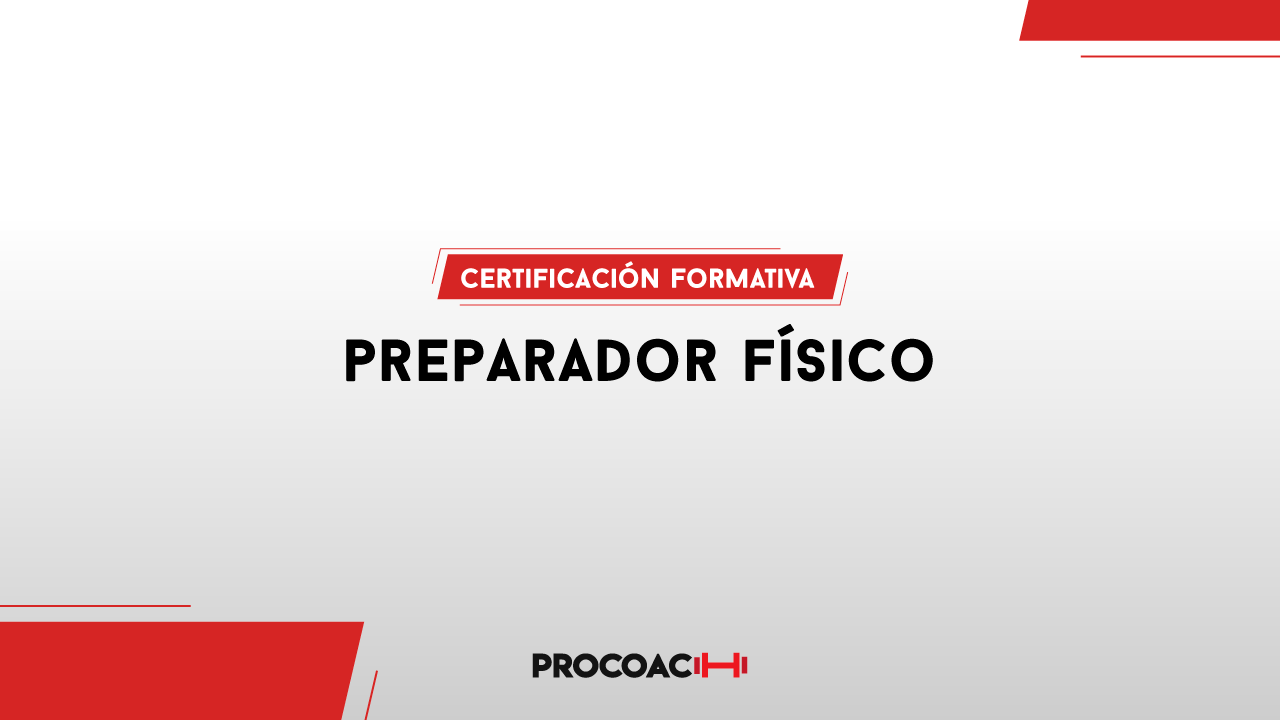 CERTIFICACIÓN FORMATIVA
PREPARADOR FÍSICO
PROCOACH